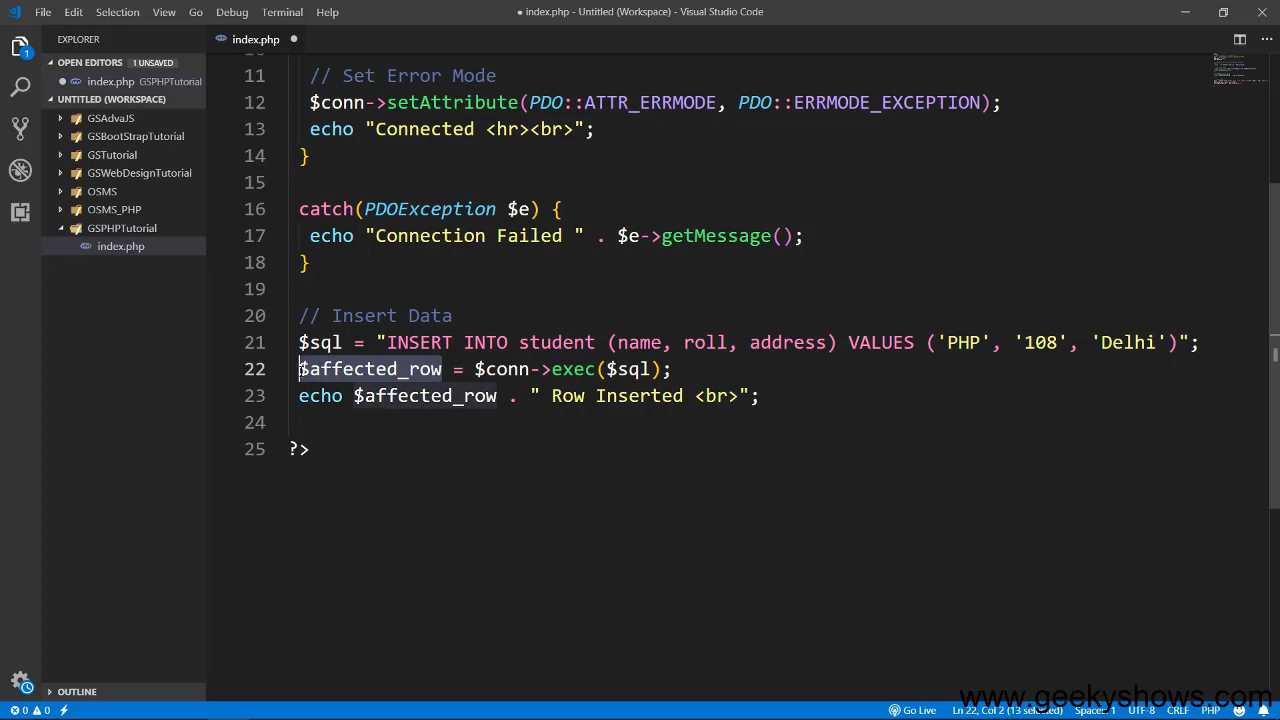 File Edit Selection View Go Debug Terminal Help
● index.php - Untitled (Workspace) - Visual Studio Code
EXPLORER
index.php
OPEN EDITORS 1 UNSAVED
index.php GSPHPTutorial
UNTITLED (WORKSPACE)
GSAdvaJS
GSBootStrapTutorial
GSTutorial
GSWebDesignTutorial
OSMS
OSMS_PHP
GSPHPTutorial
index.php
11 // Set Error Mode
12 $conn->setAttribute(PDO::ATTR_ERRMODE, PDO::ERRMODE_EXCEPTION);
13 echo "Connected <hr><br>";
14 }
15
16 catch(PDOException $e) {
17 echo "Connection Failed " . $e->getMessage();
18 }
19
20 // Insert Data
21 $sql = "INSERT INTO student (name, roll, address) VALUES ('PHP', '108', 'Delhi')";
22 $affected_row = $conn->exec($sql);
23 echo $affected_row . " Row Inserted <br>";
24
25 ?>
OUTLINE
www.geekyshows.com
0 0 Go Live Ln 22, Col 2 (13 selected) Spaces: 1 UTF-8 CRLF PHP 1